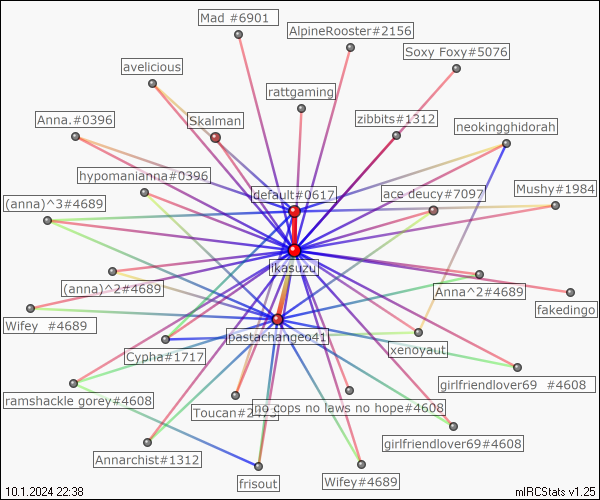 Mad #6901
AlpineRooster#2156
Soxy Foxy#5076
avelicious
rattgaming
Anna.#0396
Skalman
zibbits#1312
neokingghidorah
hypomanianna#0396
default#0617
ace deucy#7097
Mushy#1984
(anna)^3#4689
ikasuzu
(anna)^2#4689
Anna^2#4689
fakedingo
Wifey #4689
pastachangeo41
Cypha#1717
xenoyaut
girlfriendlover69 #4608
ramshackle gorey#4608
no cops no laws no hope#4608
girlfriendlover69#4608
Annarchist#1312
frisout
Wifey#4689
10.1.2024 22:38
mIRCStats v1.25